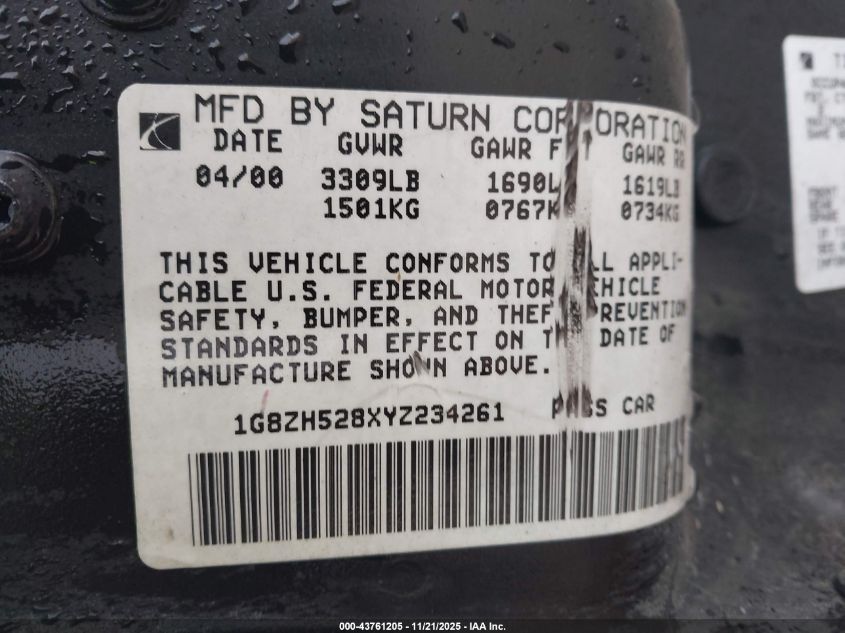 MFD BY SATURN CORPORATION
DATE GVWR GAWR FT GAWR RR
04/00 3309LB 1690L 1619LB
1501KG 0767K 0734KG
THIS VEHICLE CONFORMS TO ALL APPLI-
CABLE U.S. FEDERAL MOTOR VEHICLE
SAFETY, BUMPER, AND THEFT PREVENTION
STANDARDS IN EFFECT ON THE DATE OF
MANUFACTURE SHOWN ABOVE.
1G8ZH528XYZ234261 PASS CAR
000-43761205 - 11/21/2025 - IAA Inc.